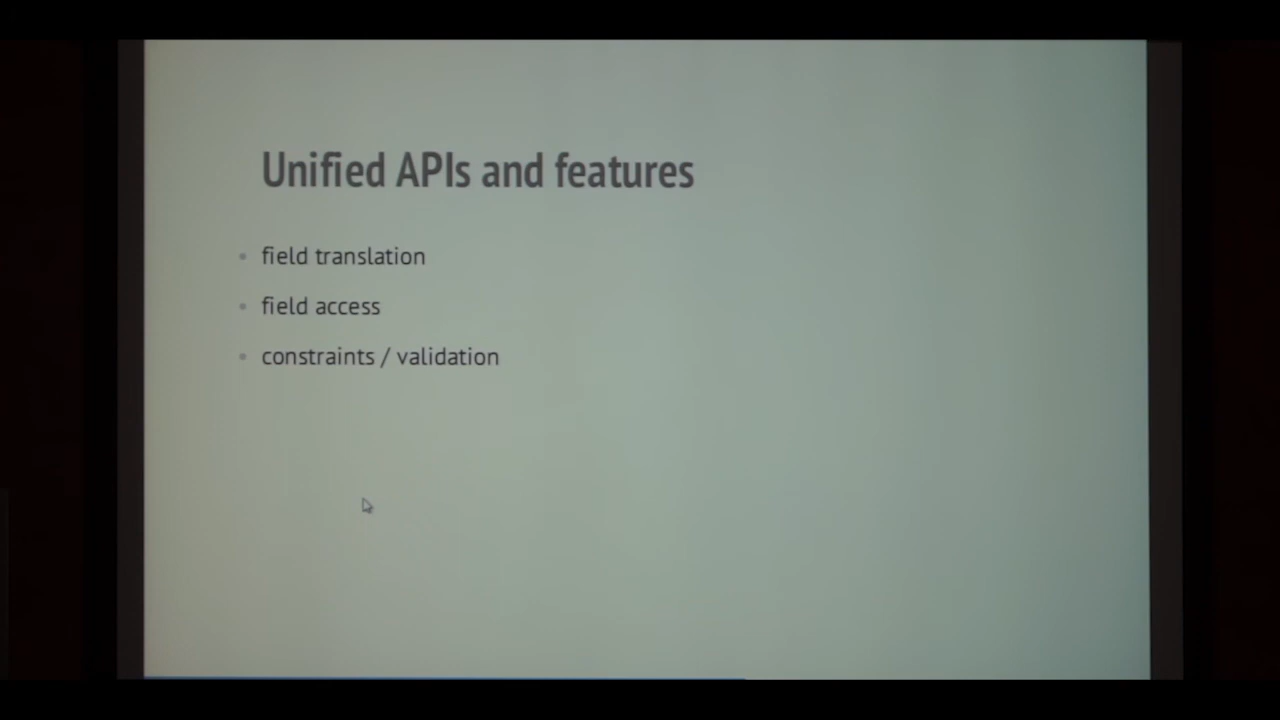 Unified APIs and features
field translation
field access
constraints / validation